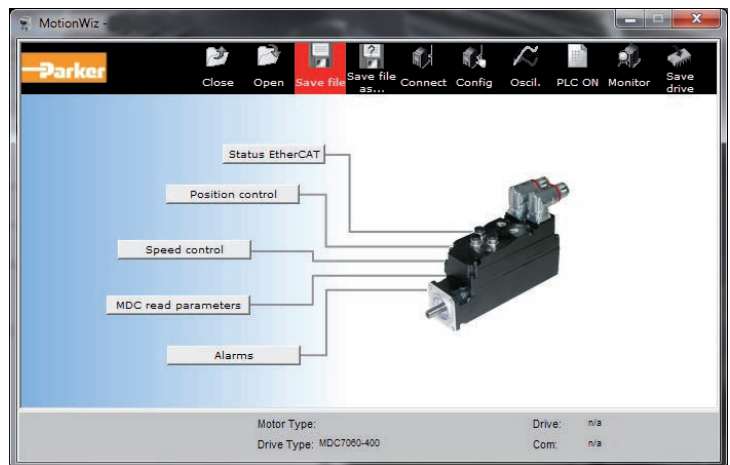 MotionWiz -
Parker
Close Open Save file Save file as... Connect Config Oscil. PLC ON Monitor Save drive
Status EtherCAT
Position control
Speed control
MDC read parameters
Alarms
Motor Type: Drive: n/a
Drive Type: MDC7060-400 Com: n/a